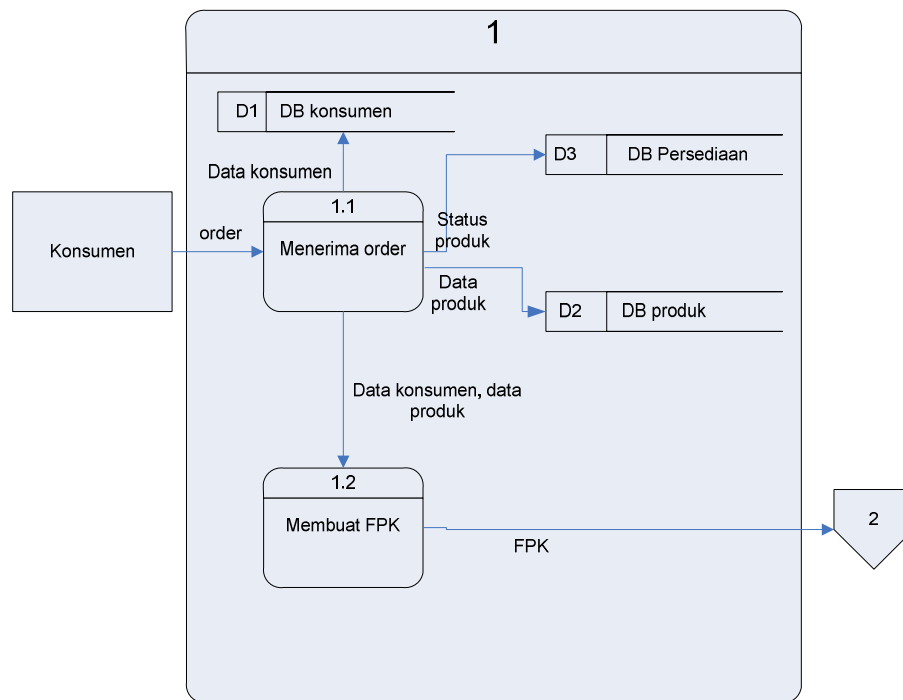 1
D1
DB konsumen
D3
DB Persediaan
Data konsumen
1.1
Status
produk
order
Konsumen
Menerima order
Data
produk
D2
DB produk
Data konsumen, data
produk
1.2
Membuat FPK
2
FPK